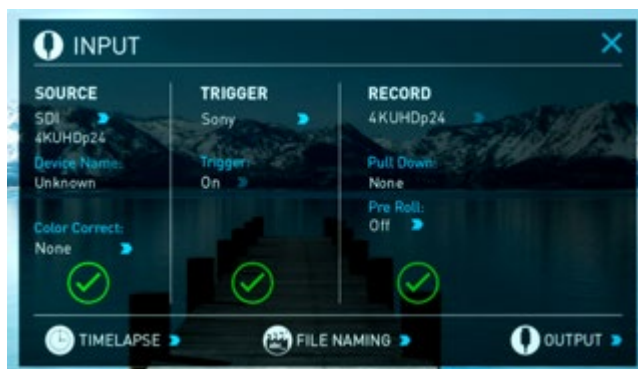 INPUT
SOURCE
SDI
4KUHDp24
Device Name:
Unknown
Color Correct:
None
TRIGGER
Sony
Trigger:
On
RECORD
4KUHDp24
Pull Down:
None
Pre Roll:
Off
TIMELAPSE
FILE NAMING
OUTPUT